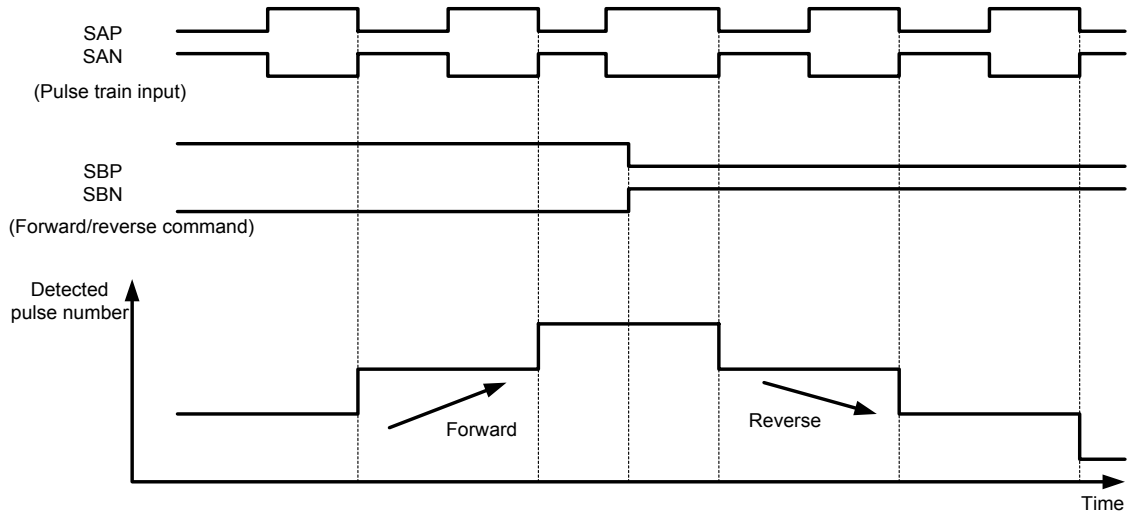 SAP
SAN
(Pulse train input)
SBP
SBN
(Forward/reverse command)
Detected
pulse number
Forward
Reverse
Time